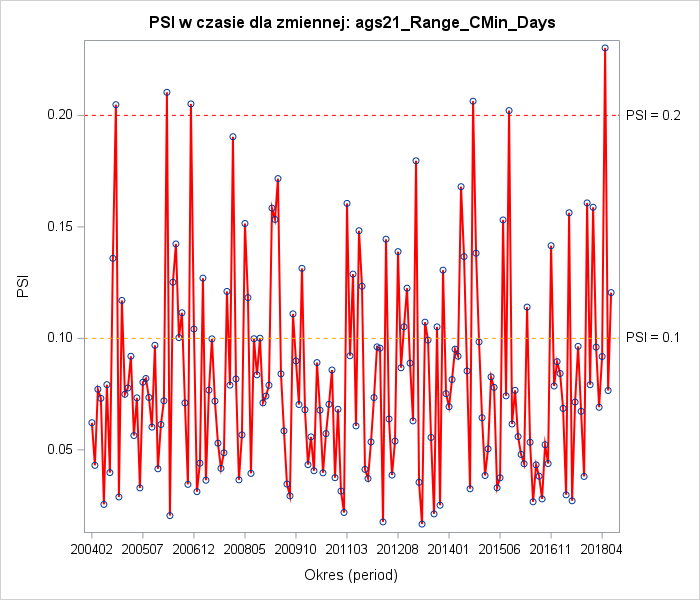 PSI w czasie dla zmiennej: ags21_Range_CMin_Days
0.20
0.15
0.10
0.05
PSI
PSI = 0.2
PSI = 0.1
200402 200507 200612 200805 200910 201103 201208 201401 201506 201611 201804
Okres (period)